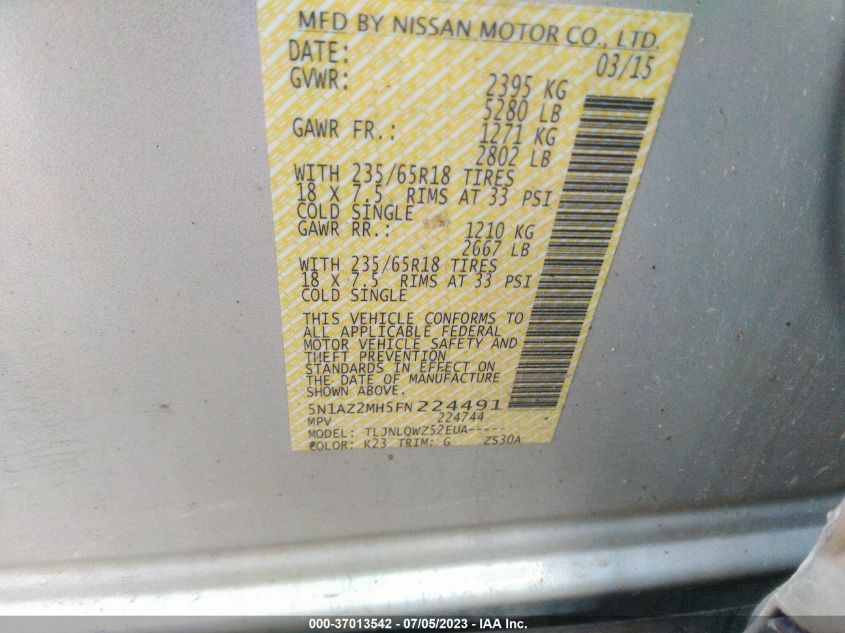 MFD BY NISSAN MOTOR CO., LTD.
DATE: 03/15
GVWR: 2395 KG
5280 LB
GAWR FR.: 1271 KG
2802 LB
WITH 235/65R18 TIRES
18 X 7.5 RIMS AT 33 PSI
COLD SINGLE
GAWR RR.: 1210 KG
2667 LB
WITH 235/65R18 TIRES
18 X 7.5 RIMS AT 33 PSI
COLD SINGLE
THIS VEHICLE CONFORMS TO
ALL APPLICABLE FEDERAL
MOTOR VEHICLE SAFETY AND
THEFT PREVENTION
STANDARDS IN EFFECT ON
THE DATE OF MANUFACTURE
SHOWN ABOVE.
5N1AZ2MH5FN224491
MPV 224744
MODEL: TLJNLQWZ52EUA-----
COLOR: K23 TRIM: G ZS30A
000-37013542 - 07/05/2023 - IAA Inc.